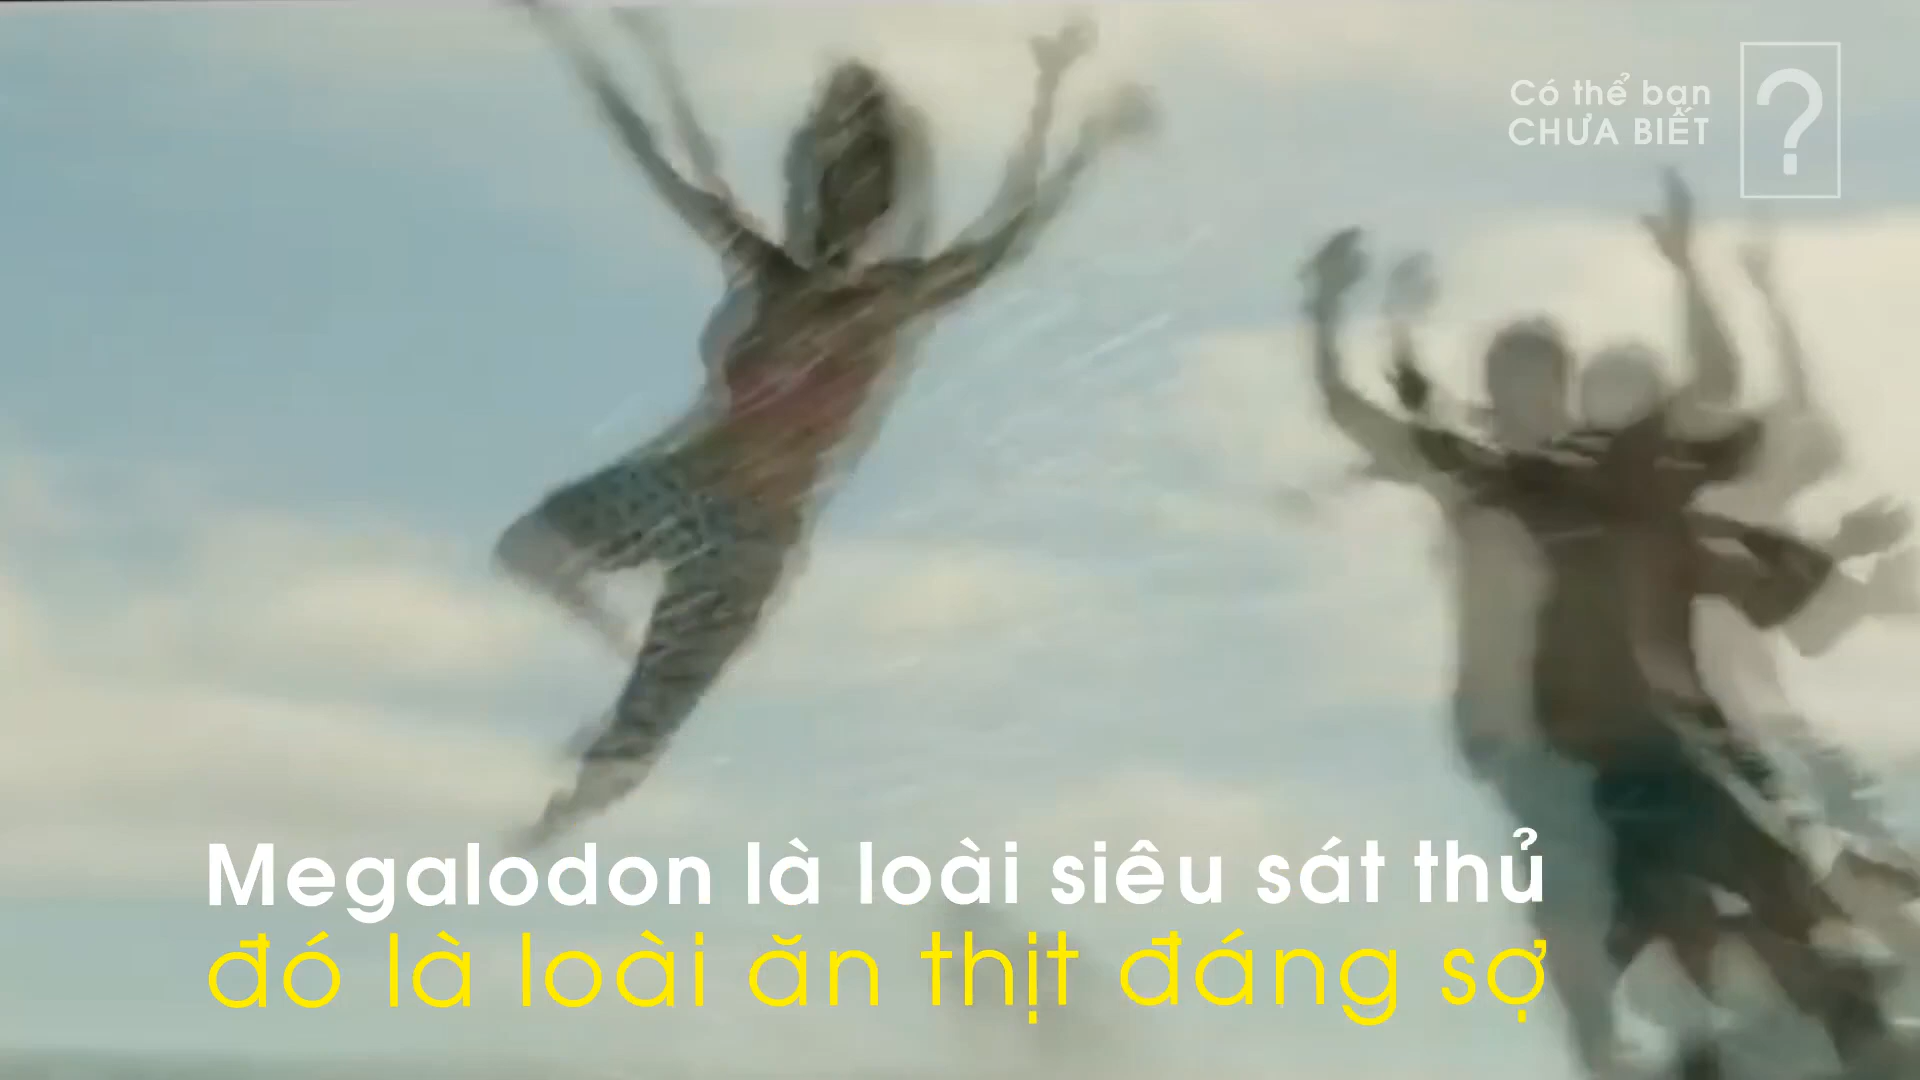 Có thể bạn
CHƯA BIẾT
?
Megalodon là loài siêu sát thủ
đó là loài ăn thịt đáng sợ